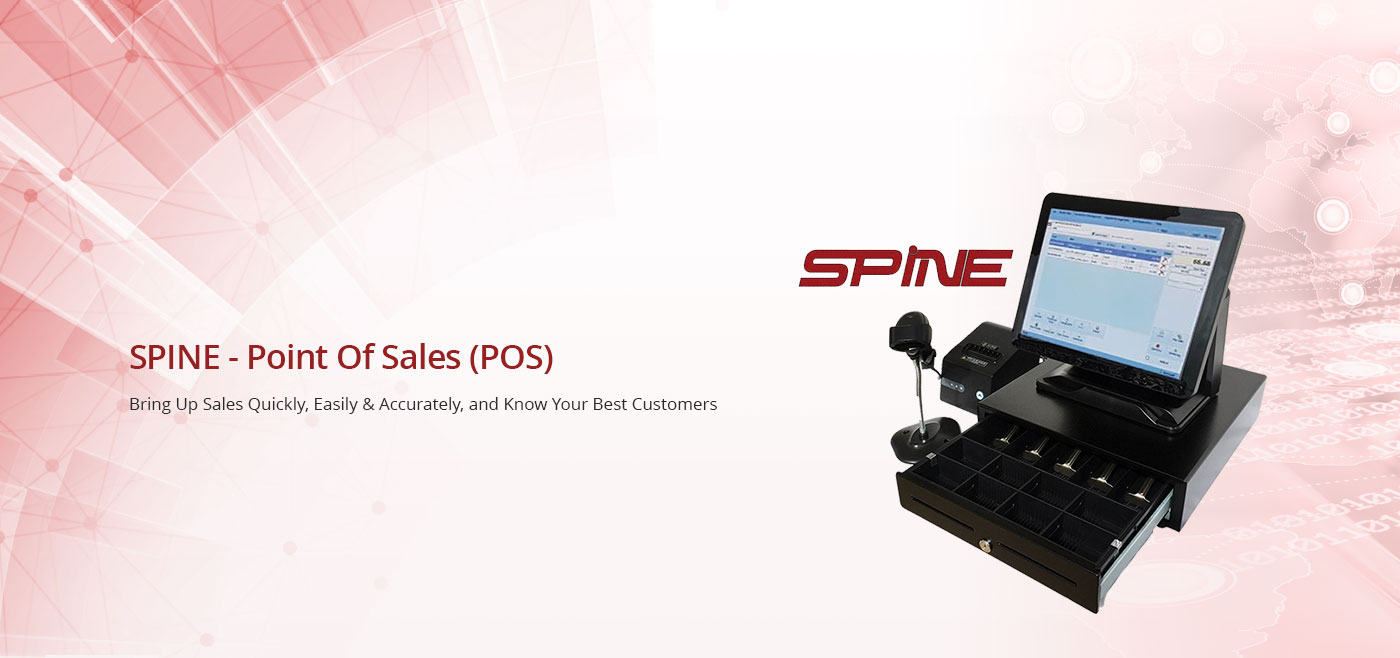 SPINE
SPINE - Point Of Sales (POS)
Bring Up Sales Quickly, Easily & Accurately, and Know Your Best Customers